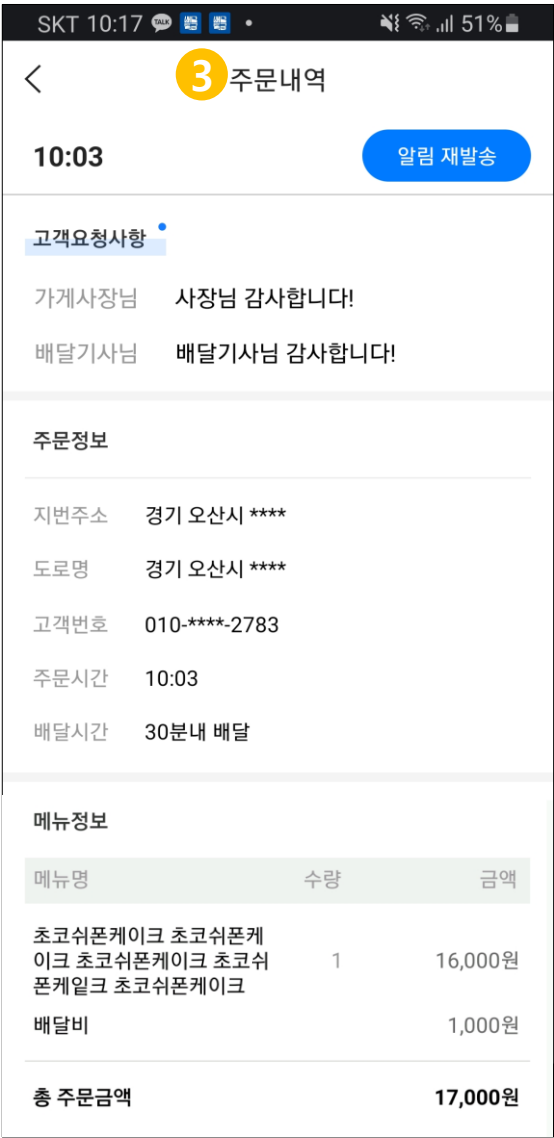 SKT 10:17 TALK 51%
3 주문내역
10:03 알림 재발송
고객요청사항
가게사장님 사장님 감사합니다!
배달기사님 배달기사님 감사합니다!
주문정보
지번주소 경기 오산시 ****
도로명 경기 오산시 ****
고객번호 010-****-2783
주문시간 10:03
배달시간 30분내 배달
메뉴정보
메뉴명 수량 금액
초코쉬폰케이크 초코쉬폰케
이크 초코쉬폰케이크 초코쉬 1 16,000원
폰케잍크 초코쉬폰케이크
배달비 1,000원
총 주문금액 17,000원